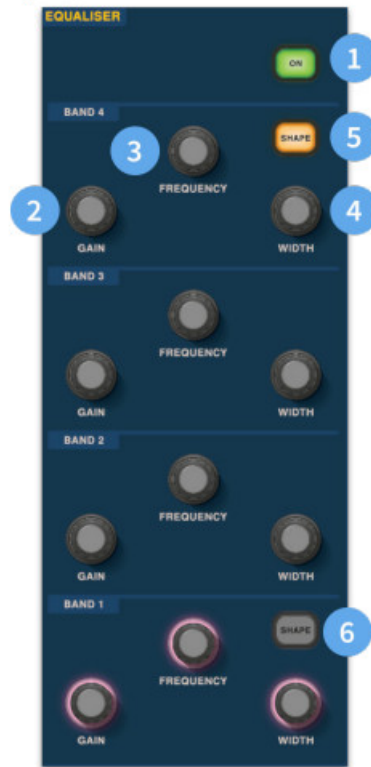 EQUALISER
ON
1
BAND 4
SHAPE
5
3
FREQUENCY
2
4
GAIN
WIDTH
BAND 3
FREQUENCY
GAIN
WIDTH
BAND 2
FREQUENCY
GAIN
WIDTH
BAND 1
SHAPE
6
FREQUENCY
GAIN
WIDTH